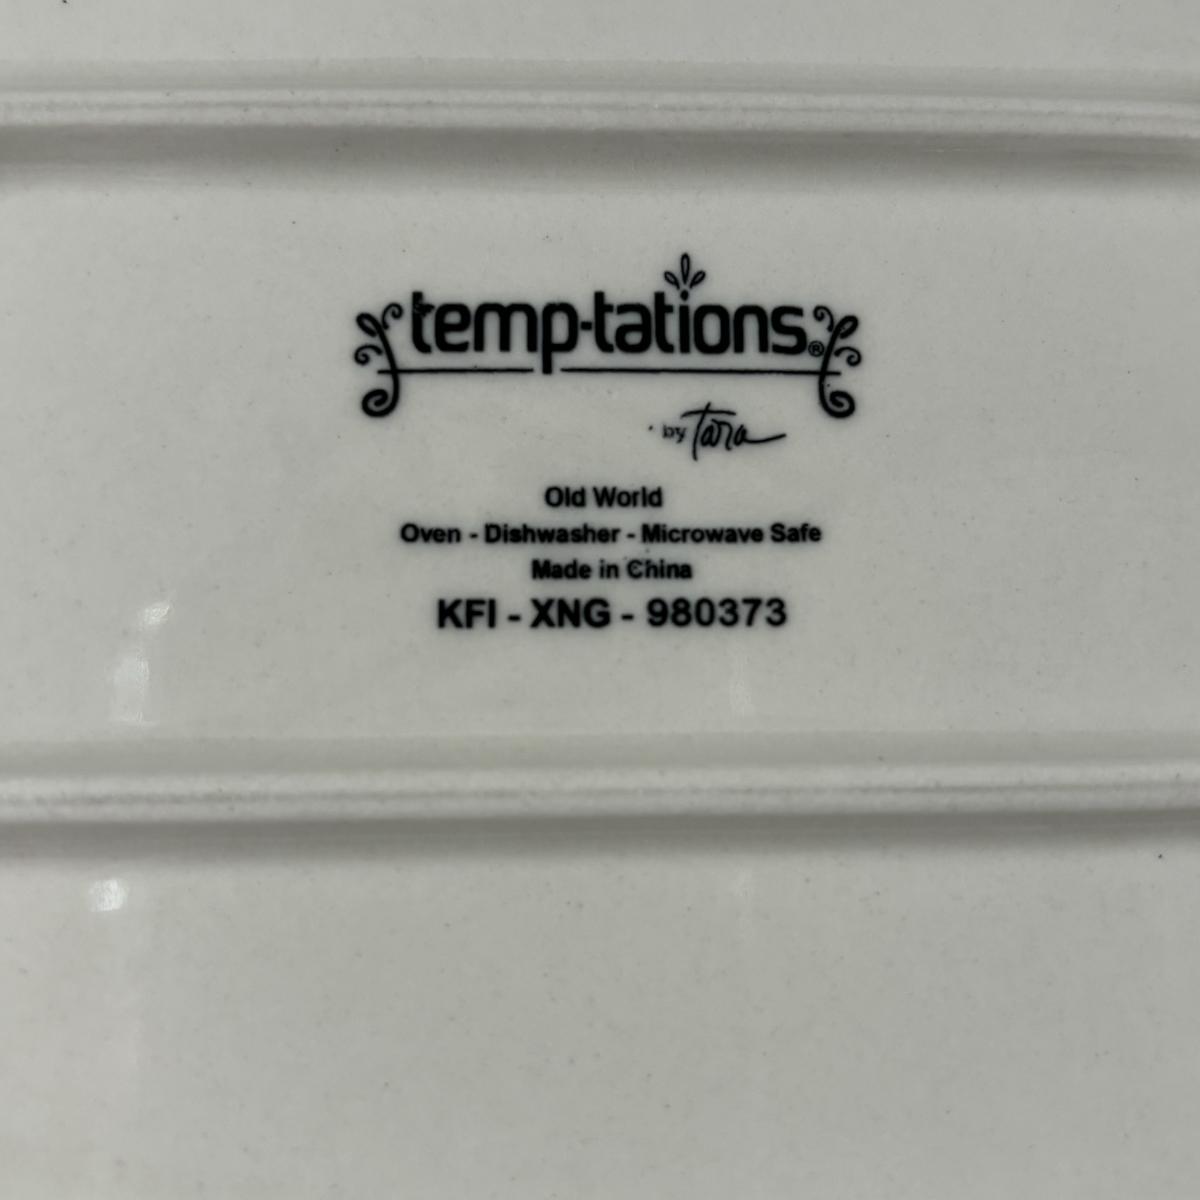 temp-tations®
by Tara
Old World
Oven - Dishwasher - Microwave Safe
Made in China
KFI - XNG - 980373